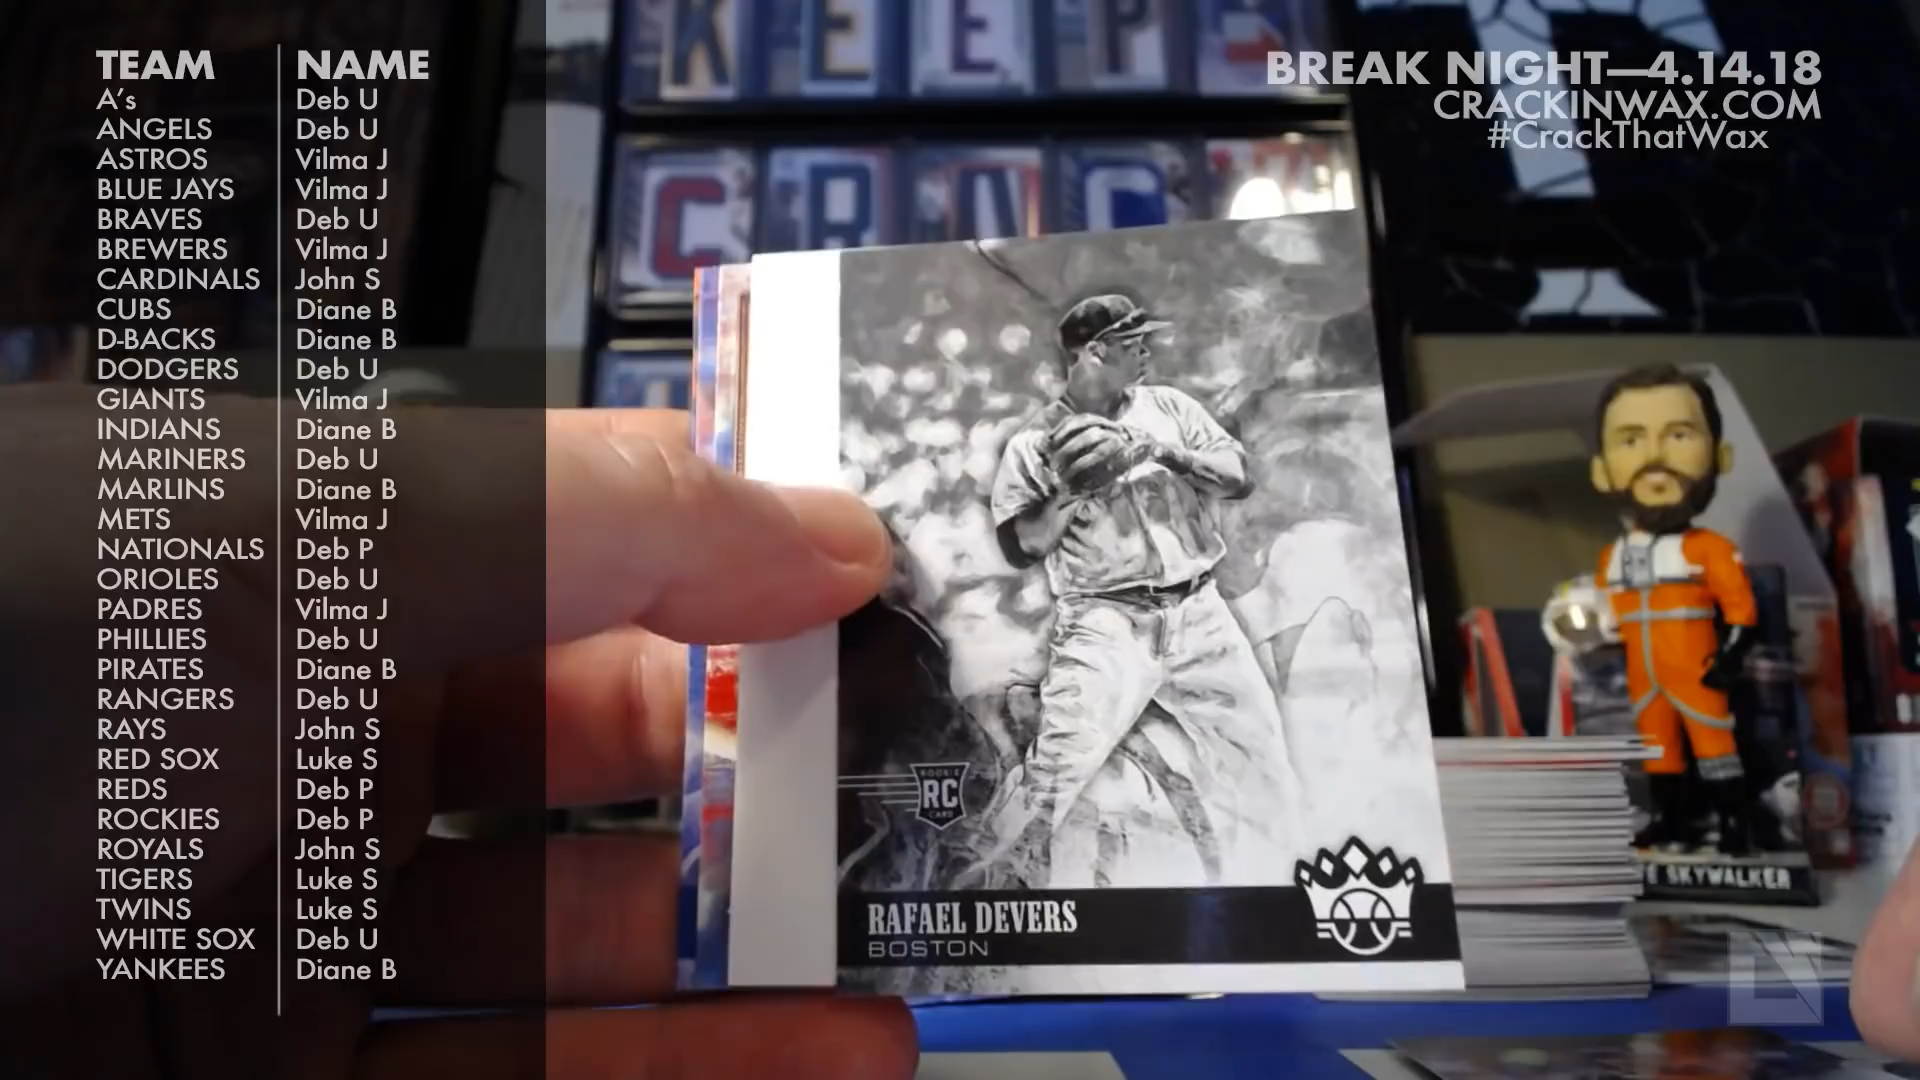 TEAM NAME
A's Deb U
ANGELS Deb U
ASTROS Vilma J
BLUE JAYS Vilma J
BRAVES Deb U
BREWERS Vilma J
CARDINALS John S
CUBS Diane B
D-BACKS Diane B
DODGERS Deb U
GIANTS Vilma J
INDIANS Diane B
MARINERS Deb U
MARLINS Diane B
METS Vilma J
NATIONALS Deb P
ORIOLES Deb U
PADRES Vilma J
PHILLIES Deb U
PIRATES Diane B
RANGERS Deb U
RAYS John S
RED SOX Luke S
REDS Deb P
ROCKIES Deb P
ROYALS John S
TIGERS Luke S
TWINS Luke S
WHITE SOX Deb U
YANKEES Diane B
BREAK NIGHT—4.14.18
CRACKINWAX.COM
#CrackThatWax
K E E P
ROOKIE
RC
CARD
RAFAEL DEVERS
BOSTON
E SKYWALKER